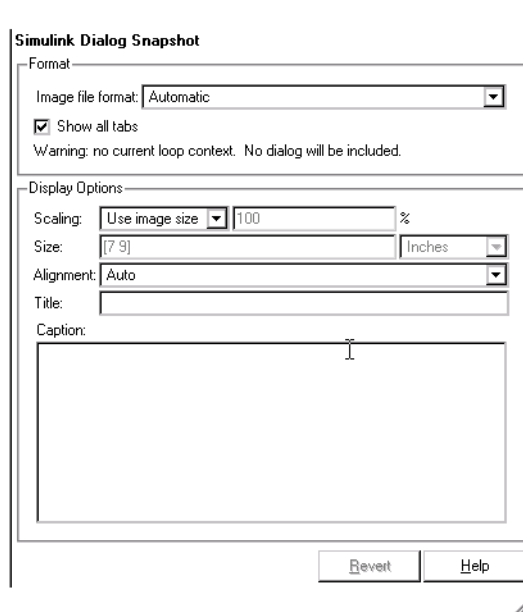 Simulink Dialog Snapshot
Format
Image file format: Automatic
Show all tabs
Warning: no current loop context. No dialog will be included.
Display Options
Scaling: Use image size 100 %
Size: [7 9] Inches
Alignment: Auto
Title:
Caption:
Revert Help